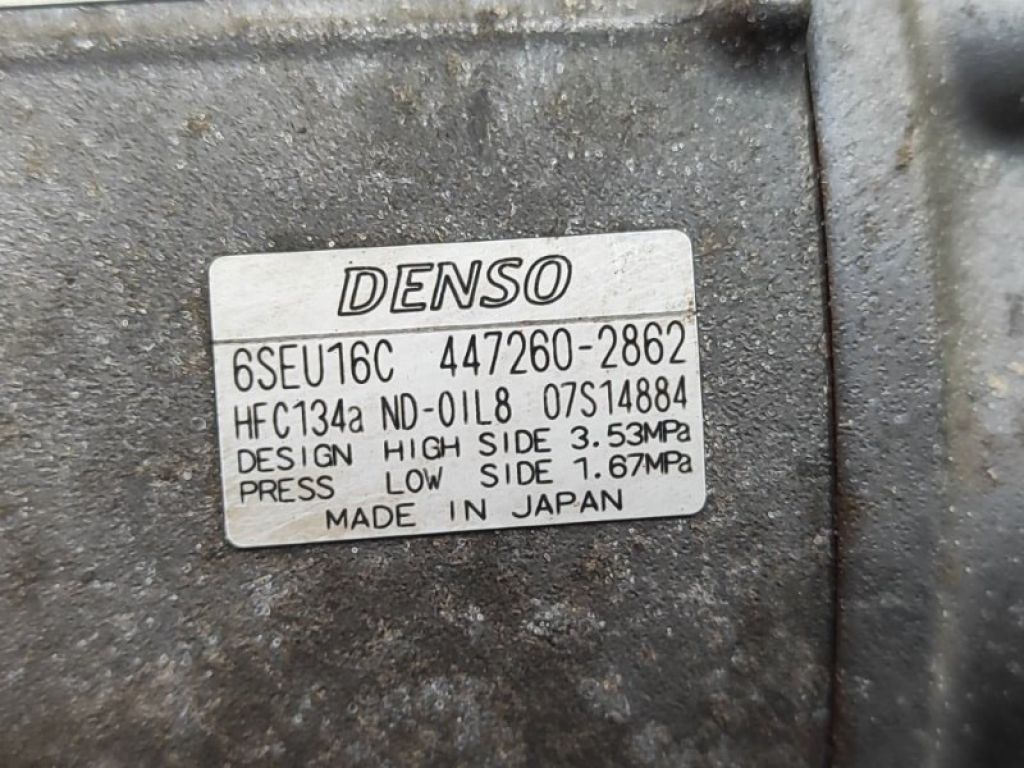 DENSO
6SEU16C 447260-2862
HFC134a ND-OIL8 07S14884
DESIGN HIGH SIDE 3.53MPa
PRESS LOW SIDE 1.67MPa
MADE IN JAPAN